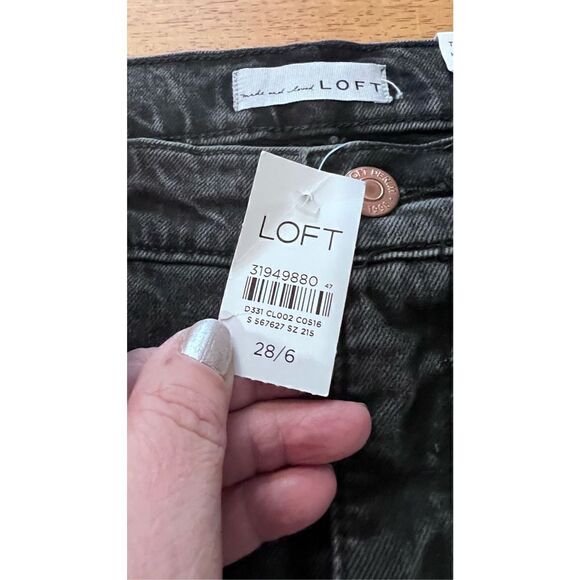 made and loved LOFT
LOFT
31949880 47
D331 CL002 C0516
S 567627 SZ 215
28/6